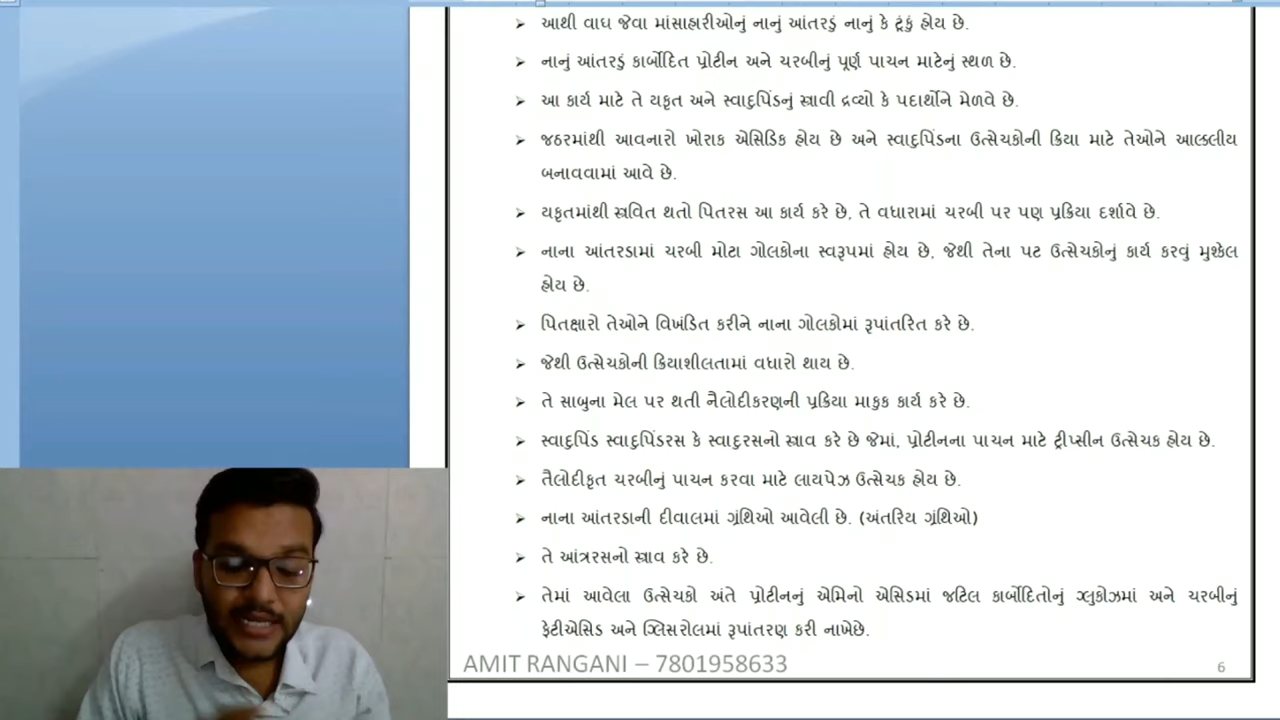 ➢ આથી વાઘ જેવા માંસાહારીઓનું નાનું આંતરડું નાનું કે ટૂંકું હોય છે.
➢ નાનું આંતરડું કાર્બોદિત પ્રોટીન અને ચરબીનું પૂર્ણ પાચન માટેનું સ્થળ છે.
➢ આ કાર્ય માટે તે યકૃત અને સ્વાદુપિંડનું સ્ત્રાવી દ્રવ્યો કે પદાર્થોને મેળવે છે.
➢ જઠરમાંથી આવનારો ખોરાક એસિડિક હોય છે અને સ્વાદુપિંડના ઉત્સેચકોની ક્રિયા માટે તેઓને આલ્કલીય
બનાવવામાં આવે છે.
➢ યકૃતમાંથી સ્ત્રવિત થતો પિતરસ આ કાર્ય કરે છે, તે વધારામાં ચરબી પર પણ પ્રક્રિયા દર્શાવે છે.
➢ નાના આંતરડામાં ચરબી મોટા ગોલકોના સ્વરૂપમાં હોય છે, જેથી તેના પટ ઉત્સેચકોનું કાર્ય કરવું મુશ્કેલ
હોય છે.
➢ પિતક્ષારો તેઓને વિખંડિત કરીને નાના ગોલકોમાં રૂપાંતરિત કરે છે.
➢ જેથી ઉત્સેચકોની ક્રિયાશીલતામાં વધારો થાય છે.
➢ તે સાબુના મેલ પર થતી નૈલોદીકરણની પ્રક્રિયા માકુક કાર્ય કરે છે.
➢ સ્વાદુપિંડ સ્વાદુપિંડરસ કે સ્વાદુરસનો સ્ત્રાવ કરે છે જેમાં, પ્રોટીનના પાચન માટે ટ્રીપ્સીન ઉત્સેચક હોય છે.
➢ તૈલોદીકૃત ચરબીનું પાચન કરવા માટે લાયપેઝ ઉત્સેચક હોય છે.
➢ નાના આંતરડાની દીવાલમાં ગ્રંથિઓ આવેલી છે. (અંતરિય ગ્રંથિઓ)
➢ તે આંત્રરસનો સ્ત્રાવ કરે છે.
➢ તેમાં આવેલા ઉત્સેચકો અંતે પ્રોટીનનું એમિનો એસિડમાં જટિલ કાર્બોદિતોનું ગ્લુકોઝમાં અને ચરબીનું
ફેટીએસિડ અને ગ્લિસરોલમાં રૂપાંતરણ કરી નાખેછે.
AMIT RANGANI – 7801958633
6